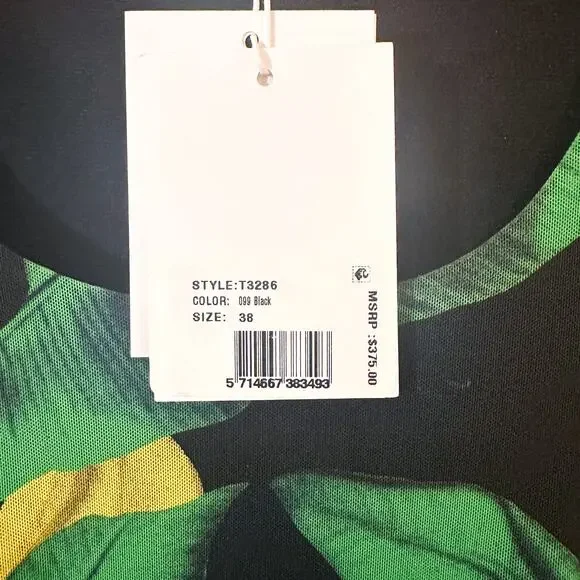 STYLE:T3286
COLOR: 099 Black
SIZE: 38
5 714667 383493
MSRP :$375.00